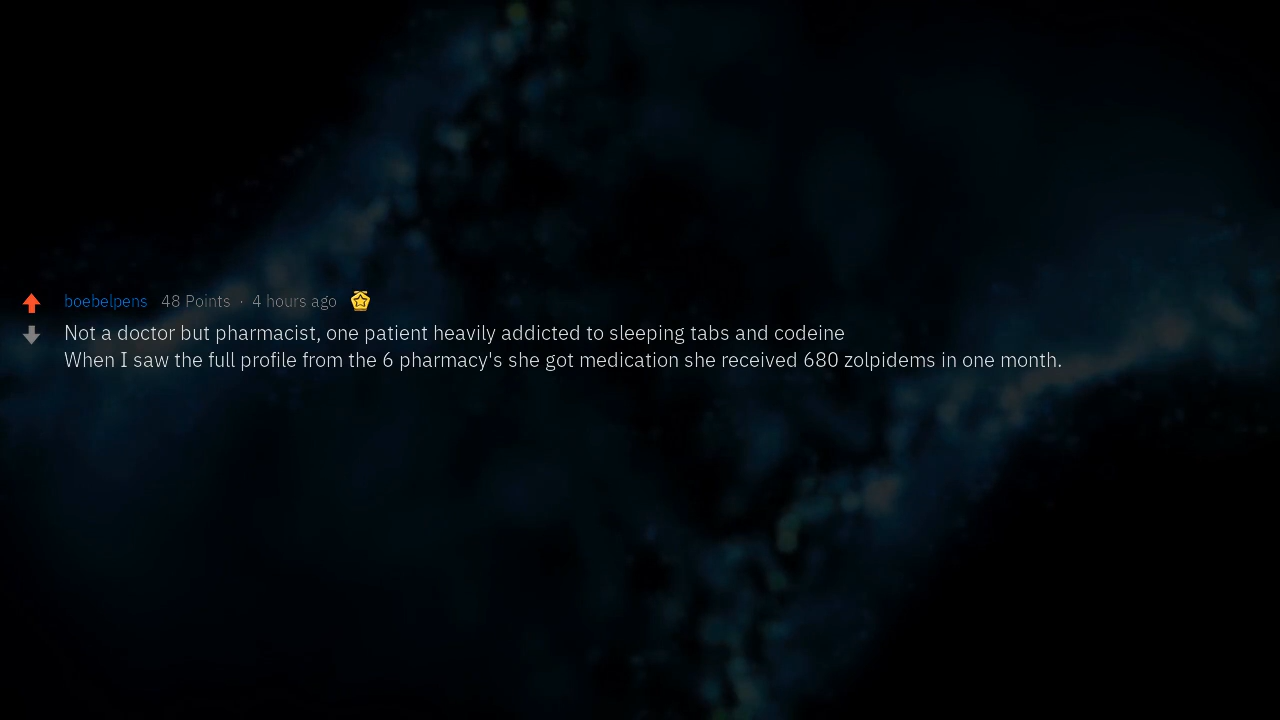 boebelpens 48 Points · 4 hours ago
Not a doctor but pharmacist, one patient heavily addicted to sleeping tabs and codeine
When I saw the full profile from the 6 pharmacy's she got medication she received 680 zolpidems in one month.